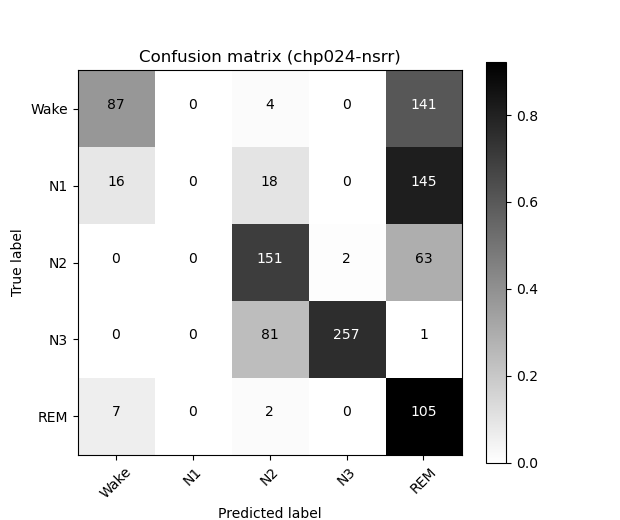 Confusion matrix (chp024-nsrr)
Wake 87 0 4 0 141
N1 16 0 18 0 145
N2 0 0 151 2 63
N3 0 0 81 257 1
REM 7 0 2 0 105
Wake N1 N2 N3 REM
True label
Predicted label
0.8
0.6
0.4
0.2
0.0